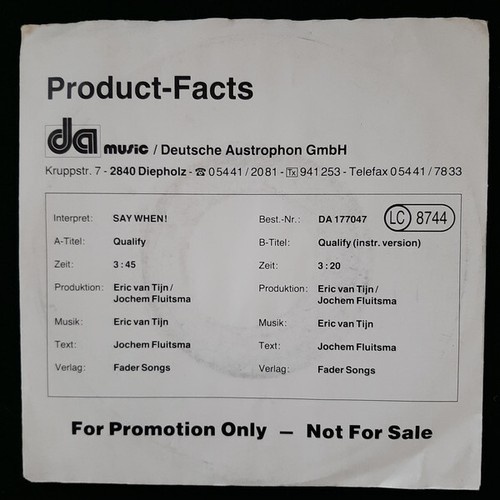 Product-Facts
da music / Deutsche Austrophon GmbH
Kruppstr. 7 - 2840 Diepholz - ☎ 05441/2081 - Tx 941253 - Telefax 05441/7833
Interpret: SAY WHEN! Best.-Nr.: DA 177047 LC 8744
A-Titel: Qualify B-Titel: Qualify (instr. version)
Zeit: 3:45 Zeit: 3:20
Produktion: Eric van Tijn / Produktion: Eric van Tijn /
Jochem Fluitsma Jochem Fluitsma
Musik: Eric van Tijn Musik: Eric van Tijn
Text: Jochem Fluitsma Text: Jochem Fluitsma
Verlag: Fader Songs Verlag: Fader Songs
For Promotion Only — Not For Sale